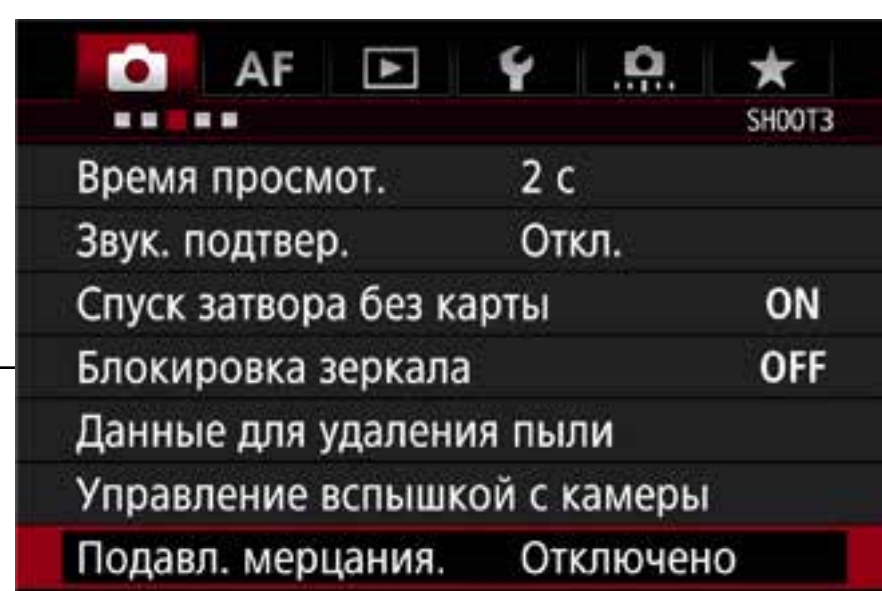 AF
SHOOT3
Время просмот. 2 с
Звук. подтвер. Откл.
Спуск затвора без карты ON
Блокировка зеркала OFF
Данные для удаления пыли
Управление вспышкой с камеры
Подавл. мерцания. Отключено